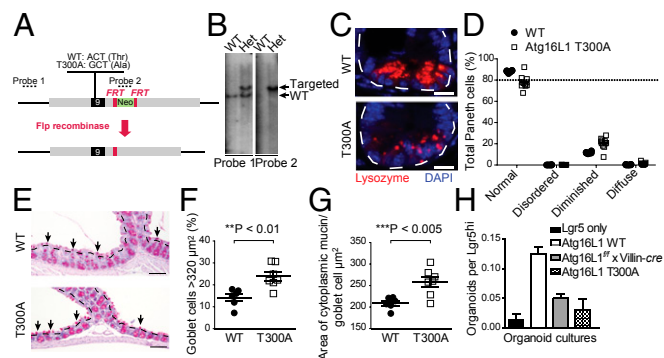 A
WT: ACT (Thr)
T300A: GCT (Ala)
Probe 1
Probe 2
FRT FRT
9
Neo
Flp recombinase
9
B
WT
Het
WT
Het
Targeted
WT
Probe 1
Probe 2
C
WT
T300A
Lysozyme
DAPI
D
WT
Atg16L1 T300A
Total Paneth cells (%)
100
80
60
40
20
0
Normal
Disordered
Diminished
Diffuse
E
WT
T300A
F
**P < 0.01
Goblet cells >320 µm² (%)
40
30
20
10
0
WT
T300A
G
***P < 0.005
Area of cytoplasmic mucin/
goblet cell µm²
350
300
250
200
150
WT
T300A
H
Lgr5 only
Atg16L1 WT
Atg16L1f/f x Villin-cre
Atg16L1 T300A
Organoids per Lgr5hi
0.15
0.10
0.05
0.00
Organoid cultures